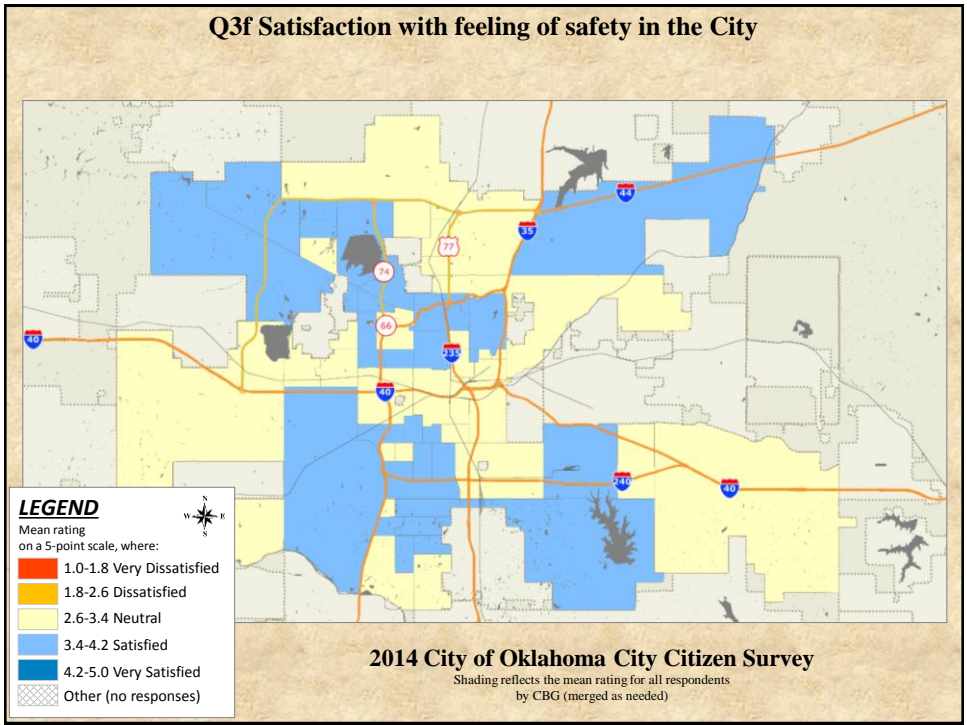 Q3f Satisfaction with feeling of safety in the City
44
35
77
74
66
40
235
40
240
40
LEGEND
Mean rating
on a 5-point scale, where:
N
W E
S
1.0-1.8 Very Dissatisfied
1.8-2.6 Dissatisfied
2.6-3.4 Neutral
3.4-4.2 Satisfied
4.2-5.0 Very Satisfied
Other (no responses)
2014 City of Oklahoma City Citizen Survey
Shading reflects the mean rating for all respondents
by CBG (merged as needed)